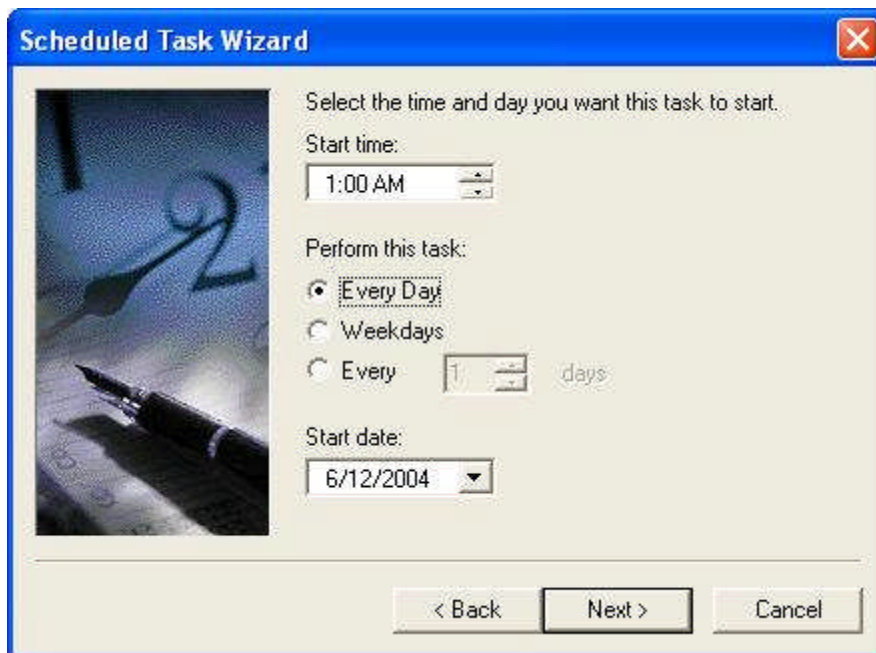 Scheduled Task Wizard
Select the time and day you want this task to start.
Start time:
1:00 AM
Perform this task:
Every Day
Weekdays
Every 1 days
Start date:
6/12/2004
< Back Next > Cancel
2